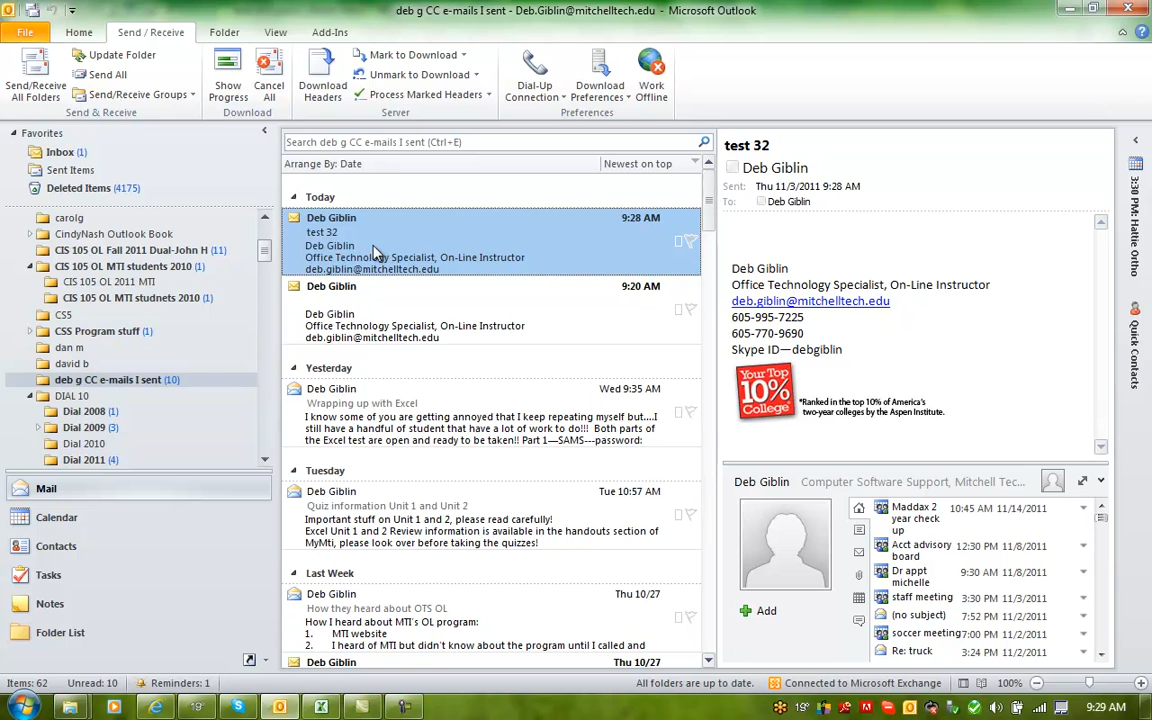 deb g CC e-mails I sent - Deb.Giblin@mitchelltech.edu - Microsoft Outlook
File Home Send / Receive Folder View Add-Ins
Send/Receive All Folders
Update Folder
Send All
Send/Receive Groups
Send & Receive
Show Progress
Cancel All
Download
Download Headers
Mark to Download
Unmark to Download
Process Marked Headers
Server
Dial-Up Connection
Download Preferences
Work Offline
Preferences
Favorites
Inbox (1)
Sent Items
Deleted Items (4175)
carolg
CindyNash Outlook Book
CIS 105 OL Fall 2011 Dual-John H (11)
CIS 105 OL MTI students 2010 (1)
CIS 105 OL 2011 MTI
CIS 105 OL MTI studnets 2010 (1)
CS5
CSS Program stuff (1)
dan m
david b
deb g CC e-mails I sent (10)
DIAL 10
Dial 2008 (1)
Dial 2009 (3)
Dial 2010
Dial 2011 (4)
Mail
Calendar
Contacts
Tasks
Notes
Folder List
Search deb g CC e-mails I sent (Ctrl+E)
Arrange By: Date Newest on top
Today
Deb Giblin 9:28 AM
test 32
Deb Giblin
Office Technology Specialist, On-Line Instructor
deb.giblin@mitchelltech.edu
Deb Giblin 9:20 AM
Deb Giblin
Office Technology Specialist, On-Line Instructor
deb.giblin@mitchelltech.edu
Yesterday
Deb Giblin Wed 9:35 AM
Wrapping up with Excel
I know some of you are getting annoyed that I keep repeating myself but....I
still have a handful of student that have a lot of work to do!!! Both parts of
the Excel test are open and ready to be taken!! Part 1—SAMS---password:
Tuesday
Deb Giblin Tue 10:57 AM
Quiz information Unit 1 and Unit 2
Important stuff on Unit 1 and 2, please read carefully!
Excel Unit 1 and 2 Review information is available in the handouts section of
MyMti, please look over before taking the quizzes!
Last Week
Deb Giblin Thu 10/27
How they heard about OTS OL
How I heard about MTI's OL program:
1. MTI website
2. I heard of MTI but didn't know about the program until I called and
Deb Giblin Thu 10/27
test 32
Deb Giblin
Sent: Thu 11/3/2011 9:28 AM
To: Deb Giblin
Deb Giblin
Office Technology Specialist, On-Line Instructor
deb.giblin@mitchelltech.edu
605-995-7225
605-770-9690
Skype ID—debgiblin
Your Top
10%
College*
*Ranked in the top 10% of America's
two-year colleges by the Aspen Institute.
Deb Giblin Computer Software Support, Mitchell Tec...
Add
Maddox 2 year check up 10:45 AM 11/14/2011
Acct advisory board 12:30 PM 11/8/2011
Dr appt michelle 9:30 AM 11/8/2011
staff meeting 3:30 PM 11/3/2011
(no subject) 7:52 PM 11/2/2011
soccer meeting 7:00 PM 11/2/2011
Re: truck 3:24 PM 11/2/2011
3:30 PM: Hattie Ortho
Quick Contacts
Items: 62 Unread: 10 Reminders: 1 All folders are up to date. Connected to Microsoft Exchange 100%
19° 19° 9:29 AM